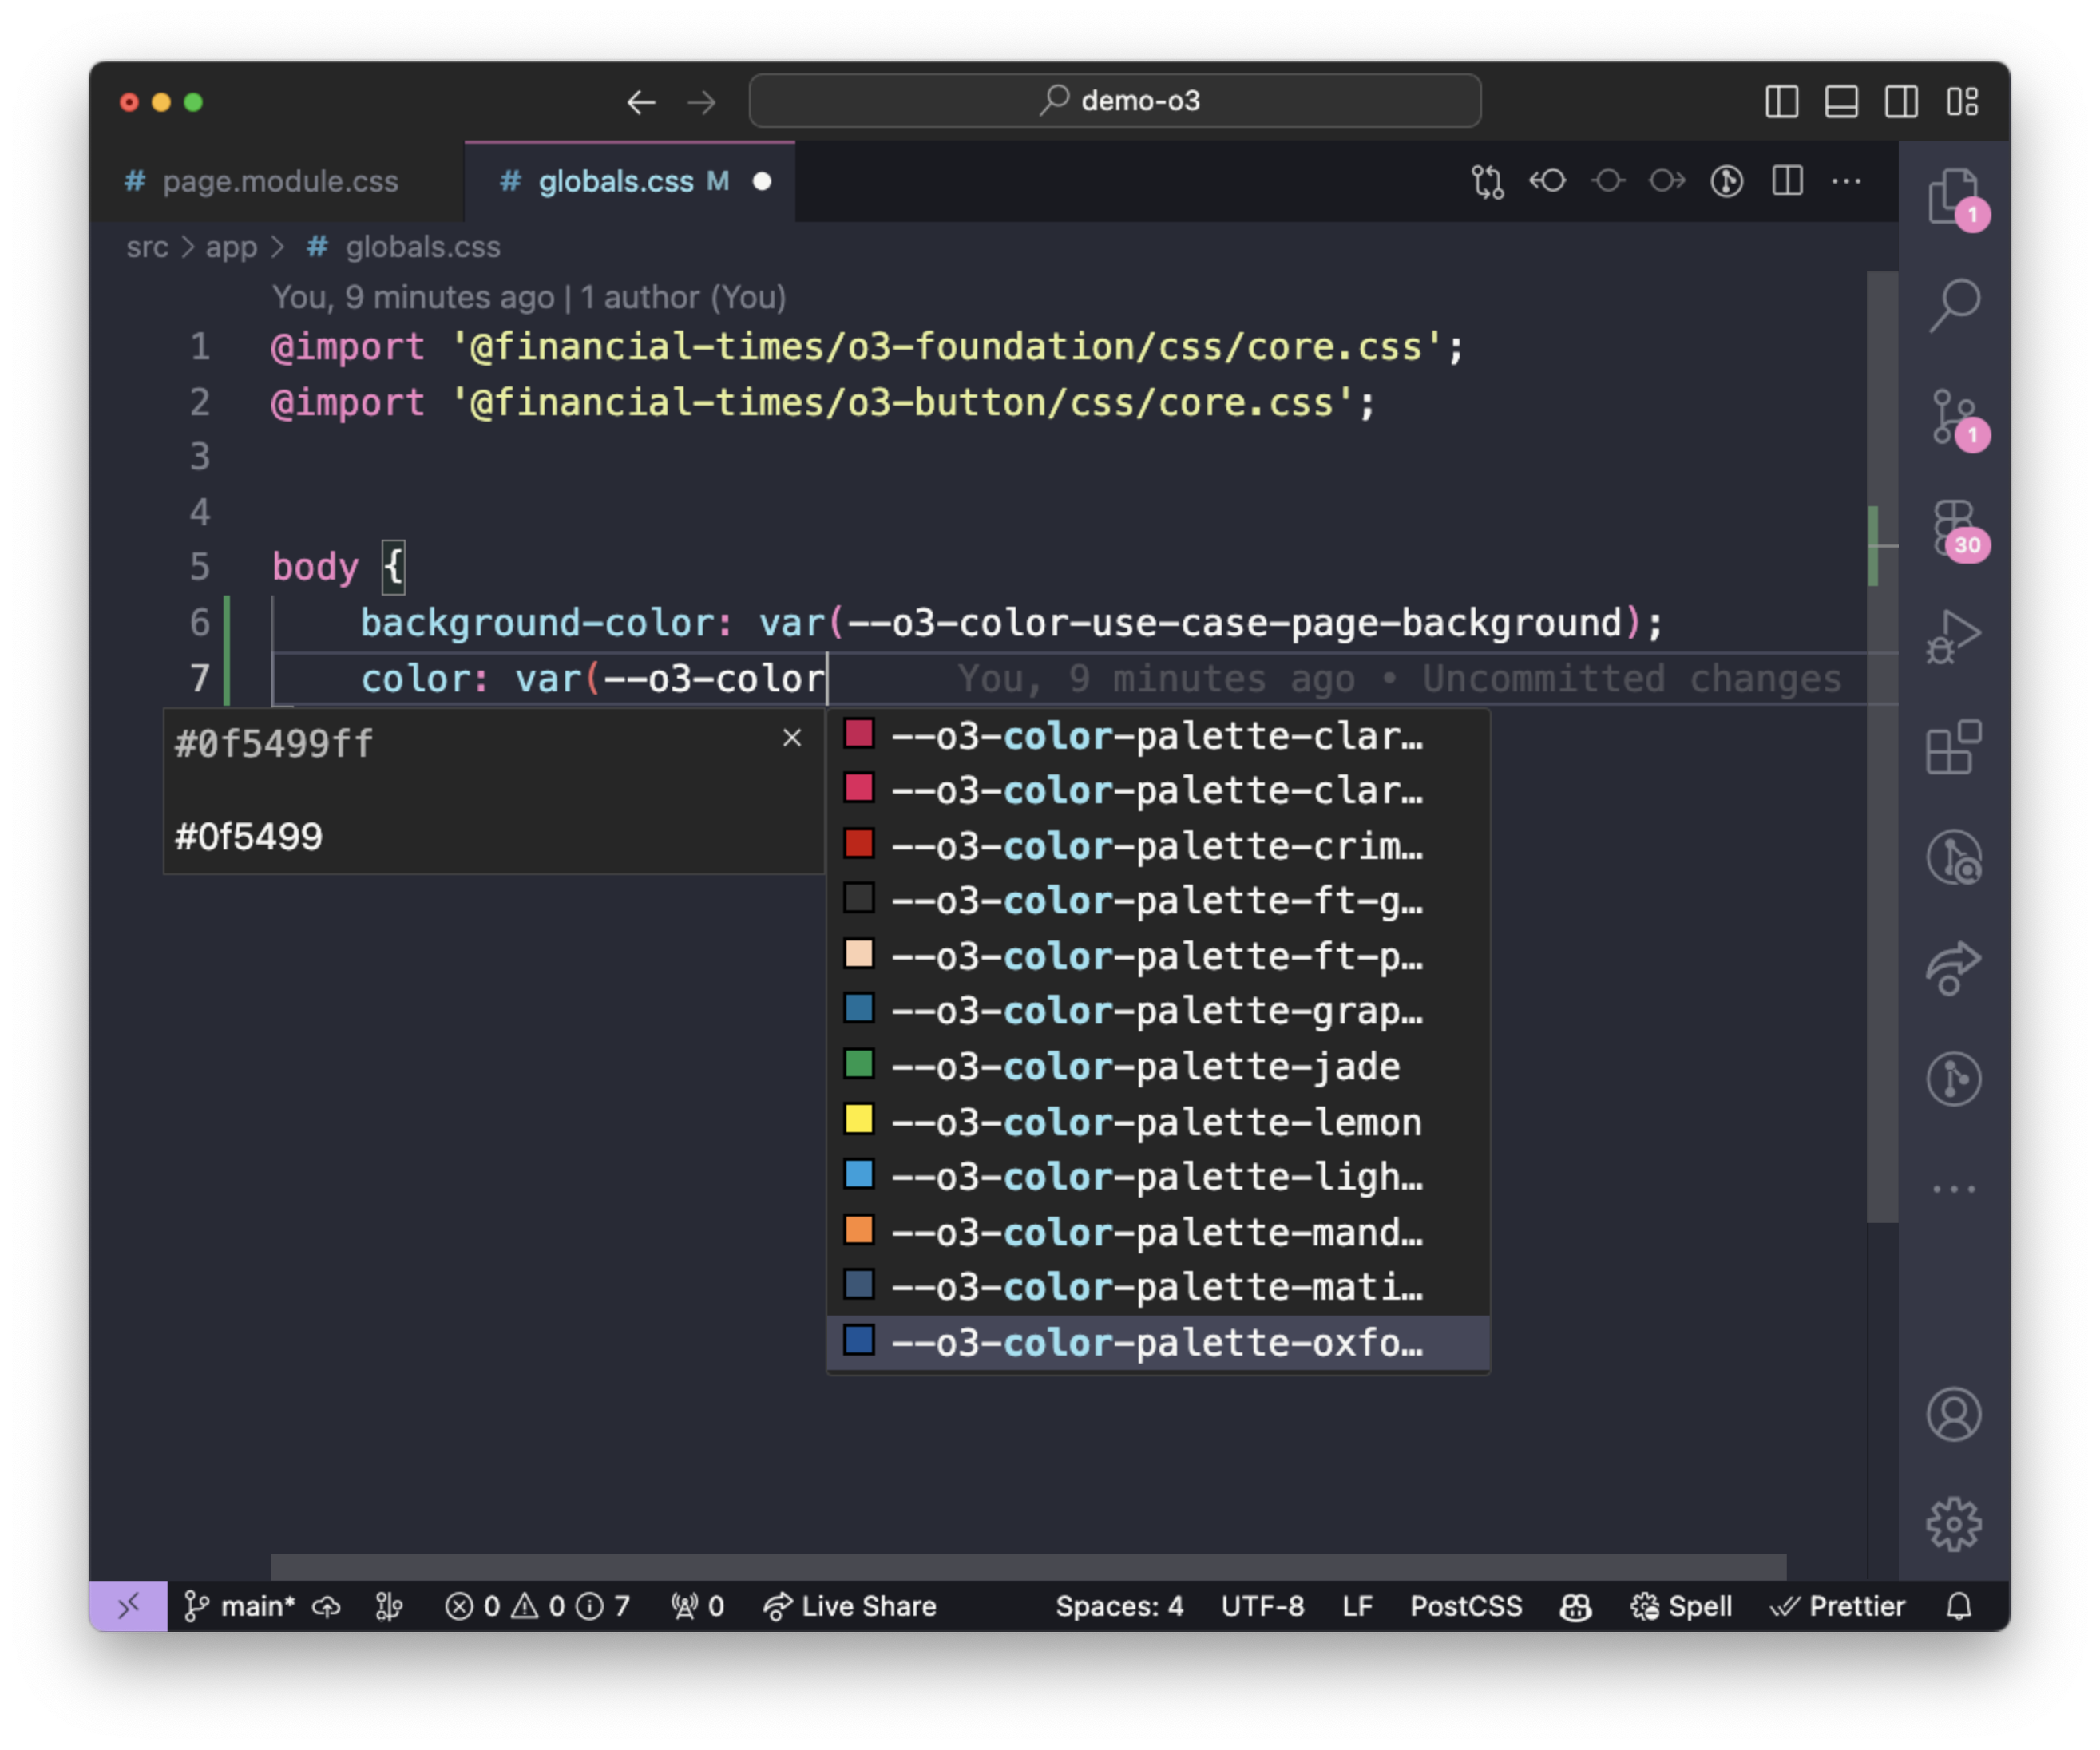 demo-o3
# page.module.css
# globals.css M
src > app > # globals.css
You, 9 minutes ago | 1 author (You)
1 @import '@financial-times/o3-foundation/css/core.css';
2 @import '@financial-times/o3-button/css/core.css';
3
4
5 body {
6 background-color: var(--o3-color-use-case-page-background);
7 color: var(--o3-color You, 9 minutes ago • Uncommitted changes
#0f5499ff
#0f5499
--o3-color-palette-clar…
--o3-color-palette-clar…
--o3-color-palette-crim…
--o3-color-palette-ft-g…
--o3-color-palette-ft-p…
--o3-color-palette-grap…
--o3-color-palette-jade
--o3-color-palette-lemon
--o3-color-palette-ligh…
--o3-color-palette-mand…
--o3-color-palette-mati…
--o3-color-palette-oxfo…
1
1
30
main* 0 0 7 0 Live Share Spaces: 4 UTF-8 LF PostCSS Spell Prettier